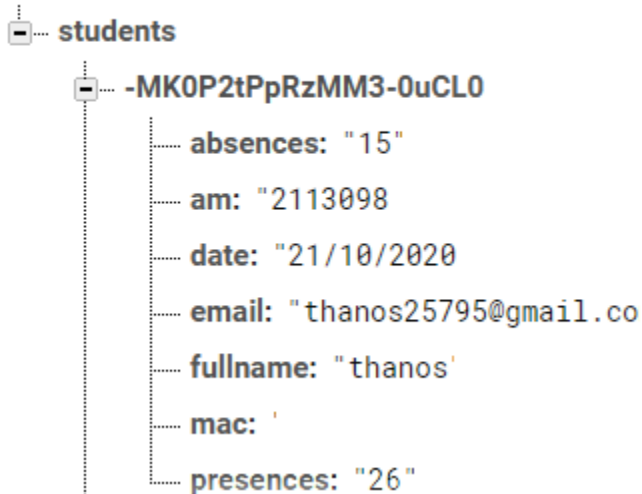 students
-MK0P2tPpRzMM3-0uCL0
absences: "15"
am: "2113098
date: "21/10/2020
email: "thanos25795@gmail.co
fullname: "thanos'
mac: '
presences: "26"